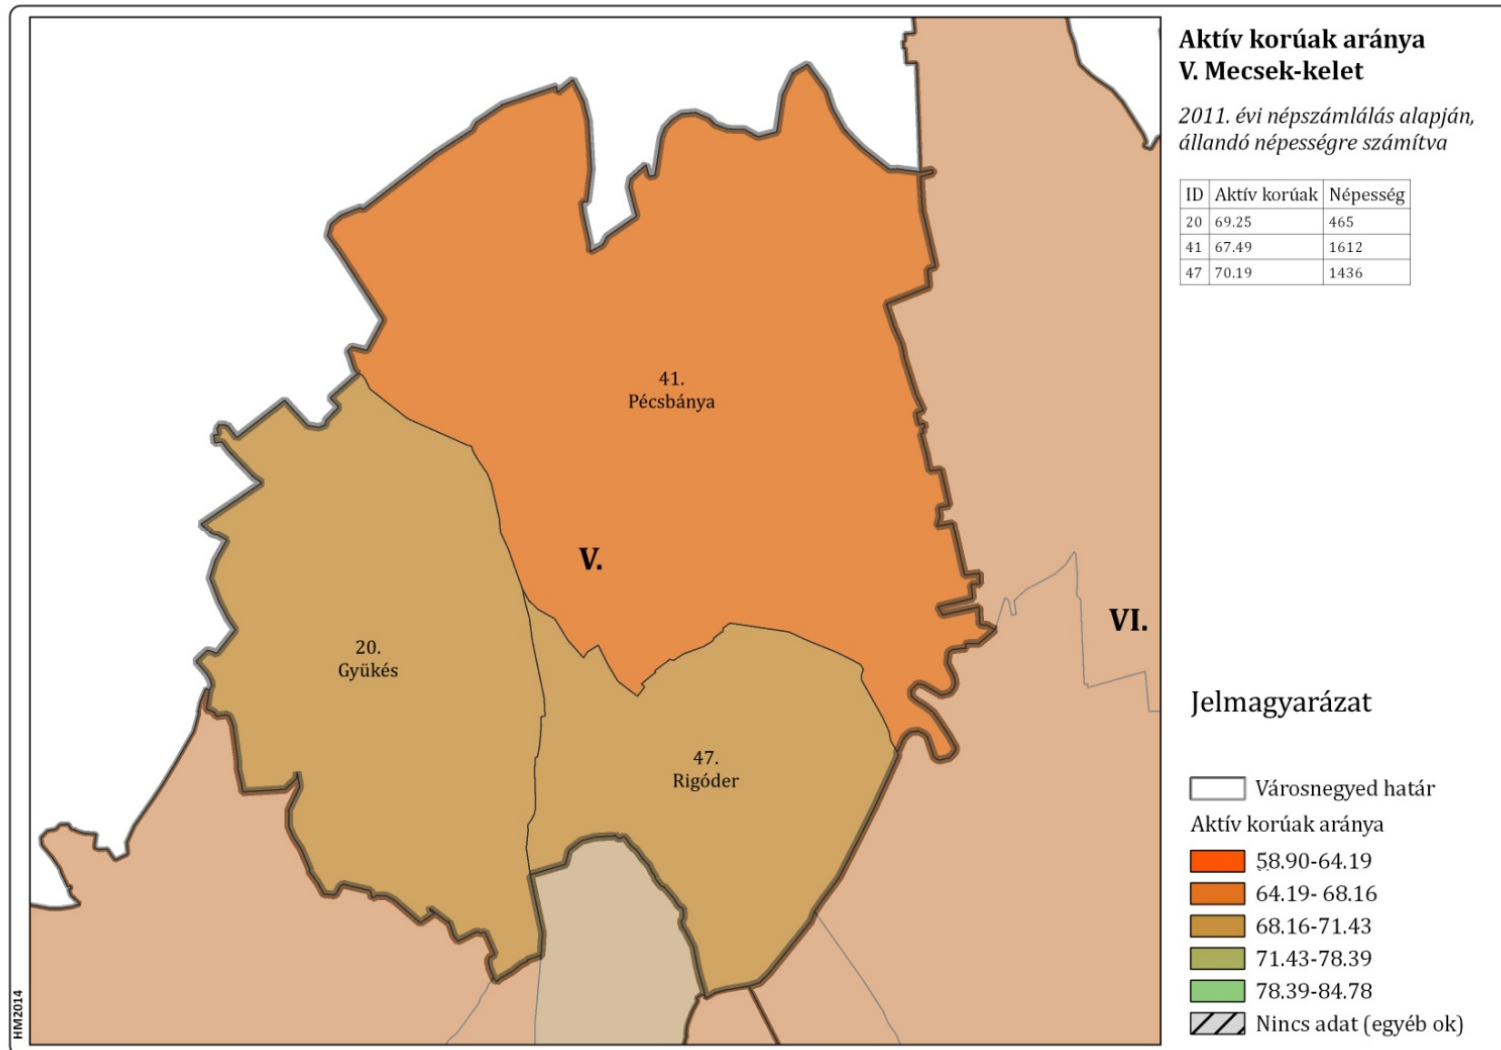 Aktív korúak aránya
V. Mecsek-kelet
2011. évi népszámlálás alapján,
állandó népességre számítva
ID Aktív korúak Népesség
20 69.25 465
41 67.49 1612
47 70.19 1436
41.
Pécsbánya
V.
VI.
20.
Gyükés
47.
Rigóder
Jelmagyarázat
Városnegyed határ
Aktív korúak aránya
58.90-64.19
64.19- 68.16
68.16-71.43
71.43-78.39
78.39-84.78
Nincs adat (egyéb ok)
HM2014